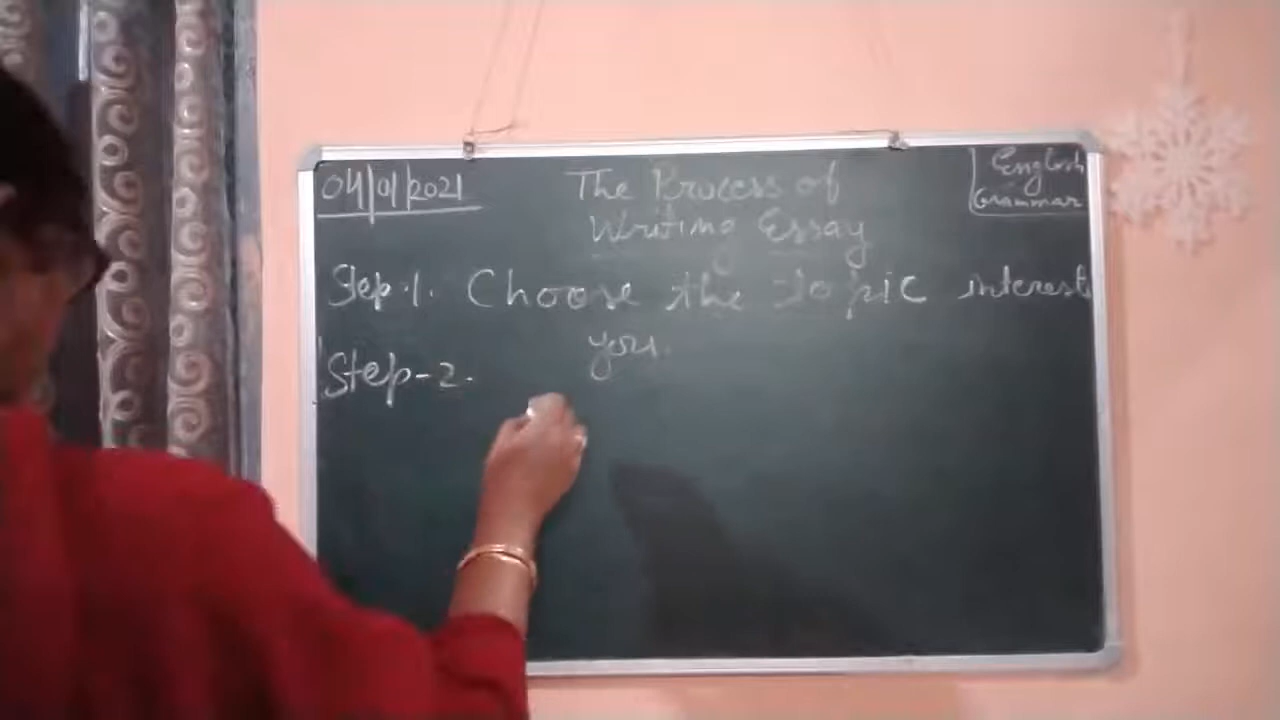 04/01/2021
The Process of
Writing Essay
English
Grammar
Step.1. Choose the topic interests
you.
Step-2.